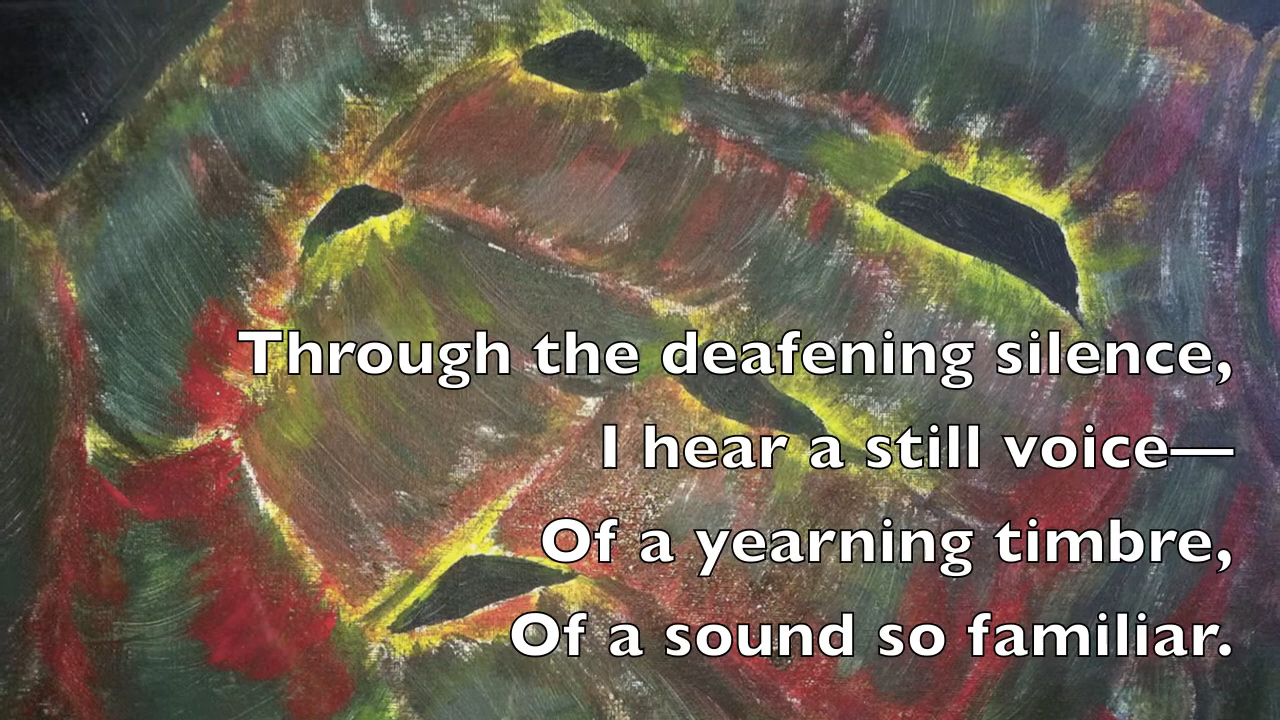 Through the deafening silence,
I hear a still voice—
Of a yearning timbre,
Of a sound so familiar.